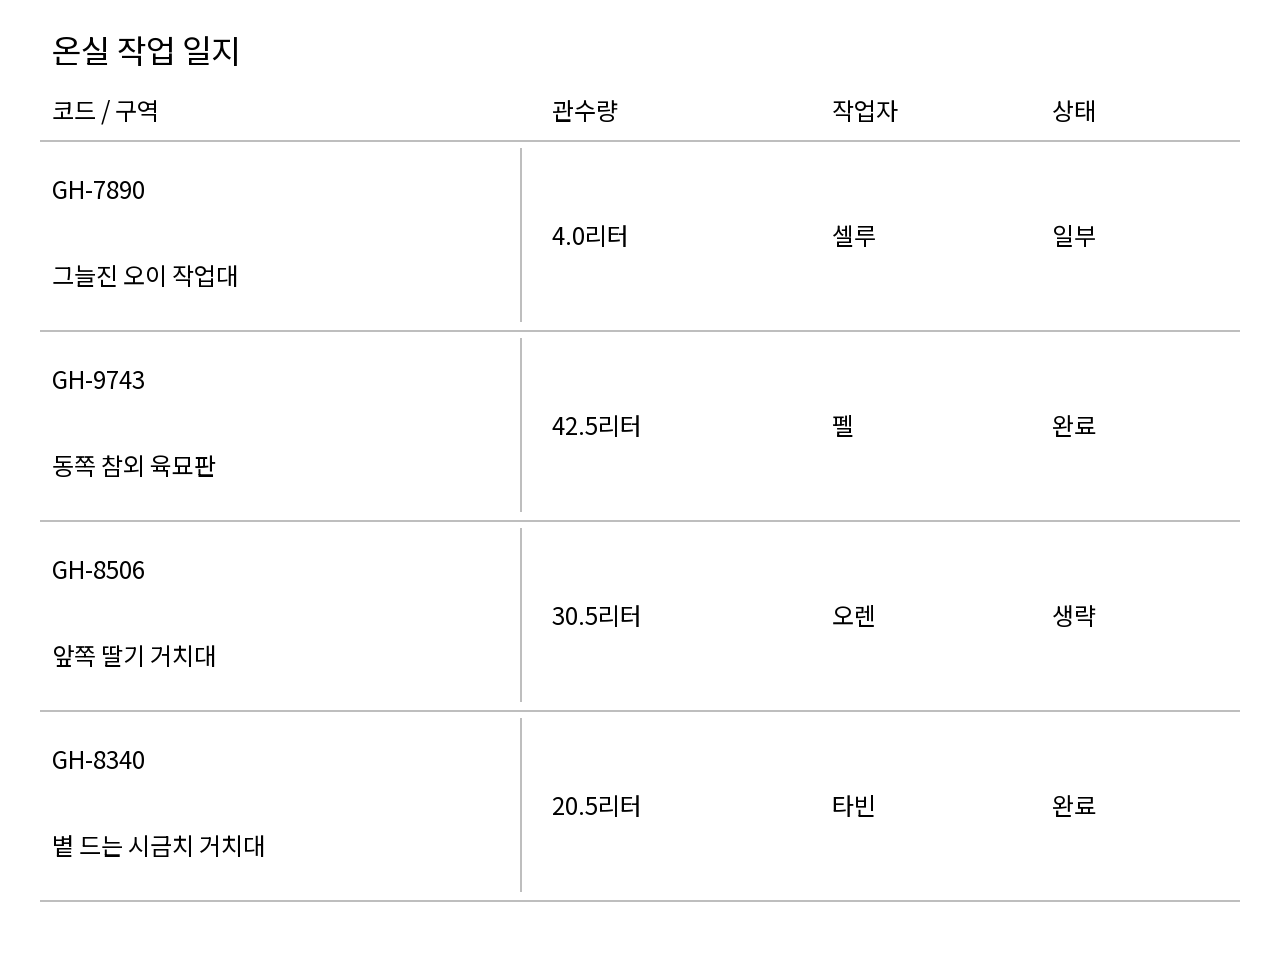 온실 작업 일지
코드 / 구역 관수량 작업자 상태
GH-7890
4.0리터 셀루 일부
그늘진 오이 작업대
GH-9743
42.5리터 펠 완료
동쪽 참외 육묘판
GH-8506
30.5리터 오렌 생략
앞쪽 딸기 거치대
GH-8340
20.5리터 타빈 완료
볕 드는 시금치 거치대